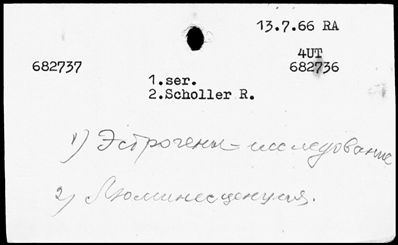 13.7.66 RA
4UT
682737 682736
1.ser.
2.Scholler R.
1) Эстрогены - исследование
2) Люминесценция.